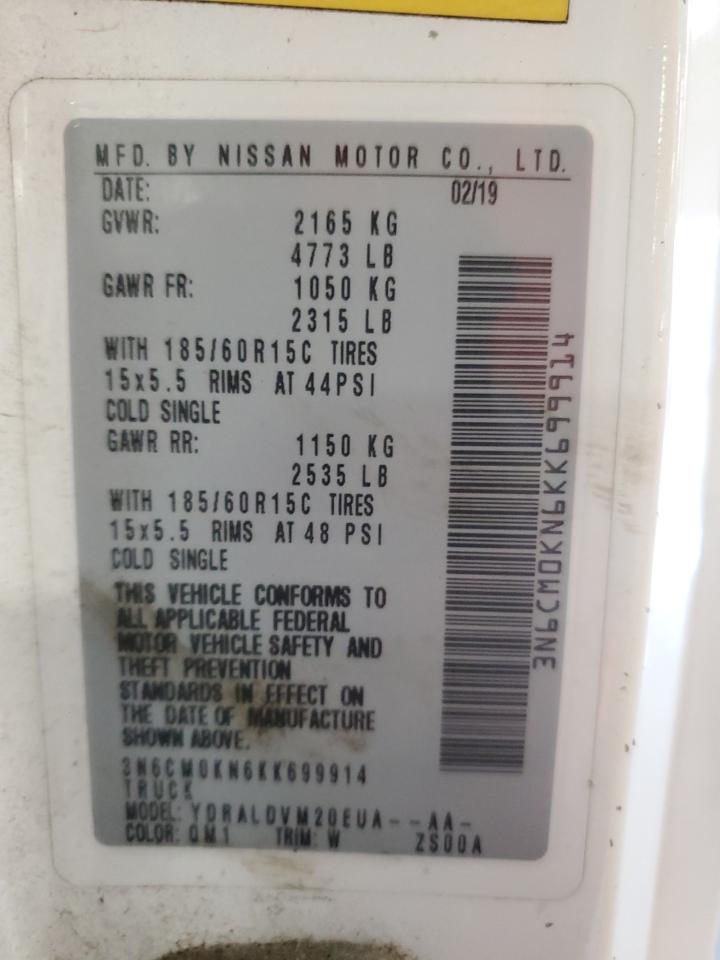 MFD. BY NISSAN MOTOR CO., LTD.
DATE: 02/19
GVWR: 2165 KG
4773 LB
GAWR FR: 1050 KG
2315 LB
WITH 185/60R15C TIRES
15x5.5 RIMS AT 44PSI
COLD SINGLE
GAWR RR: 1150 KG
2535 LB
WITH 185/60R15C TIRES
15x5.5 RIMS AT 48 PSI
COLD SINGLE
THIS VEHICLE CONFORMS TO
ALL APPLICABLE FEDERAL
MOTOR VEHICLE SAFETY AND
THEFT PREVENTION
STANDARDS IN EFFECT ON
THE DATE OF MANUFACTURE
SHOWN ABOVE.
3N6CM0KN6KK699914
TRUCK
MODEL: YDRALDVM20EUA--AA-
COLOR: QM1 TRIM: W ZS00A
3N6CM0KN6KK699914